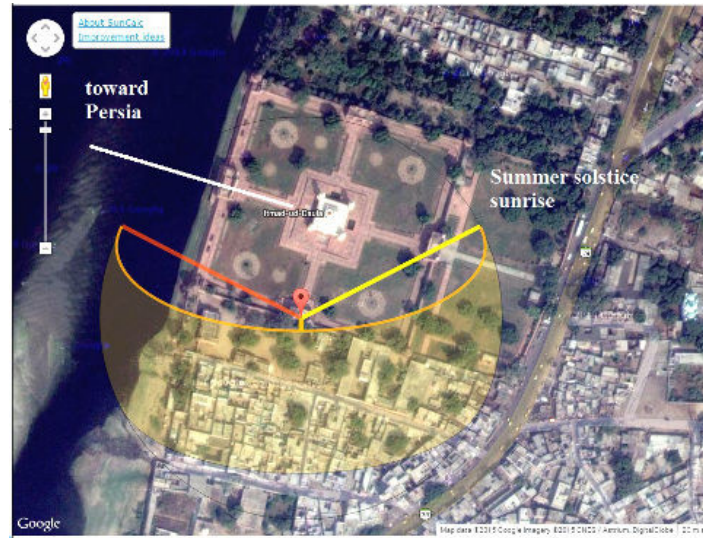 About SunCalc
Improvement ideas
toward
Persia
Summer solstice
sunrise
Itmad-ud-Daula
Google
Map data ©2015 Google Imagery ©2015 CNES / Astrium, DigitalGlobe
20 m